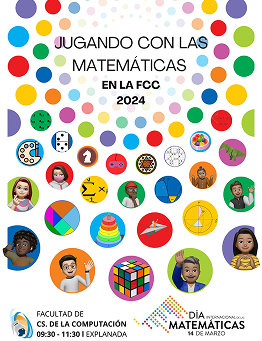 JUGANDO CON LAS
MATEMÁTICAS
EN LA FCC
2024
FACULTAD DE
CS. DE LA COMPUTACIÓN
09:30 - 11:30 | EXPLANADA
DÍA INTERNACIONAL DE LAS
MATEMÁTICAS
14 DE MARZO